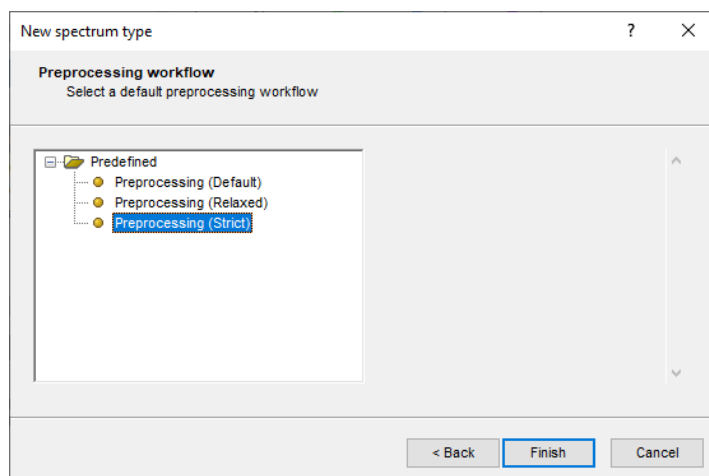 New spectrum type ?
Preprocessing workflow
Select a default preprocessing workflow
Predefined
Preprocessing (Default)
Preprocessing (Relaxed)
Preprocessing (Strict)
< Back Finish Cancel